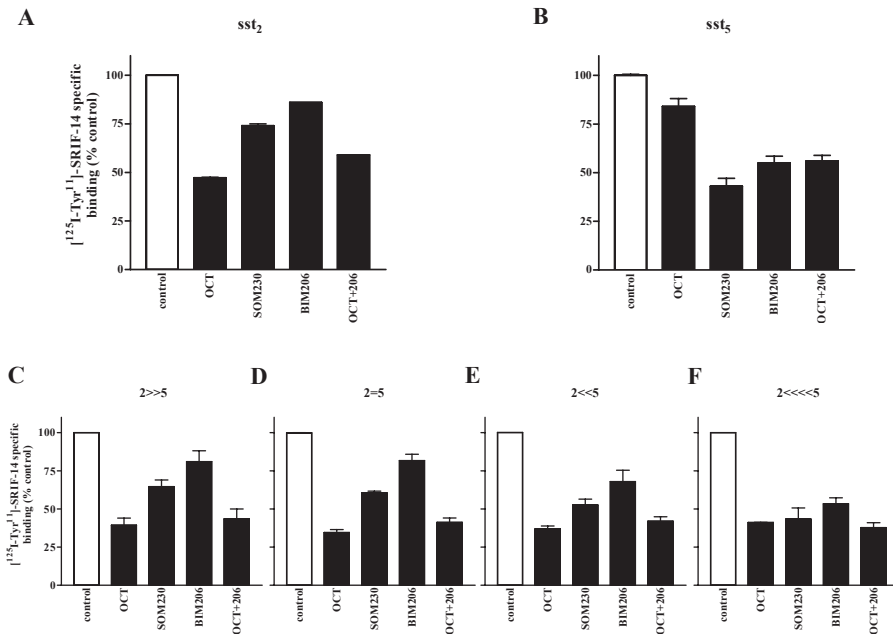 A
sst2
B
sst5
[125I-Tyr11]-SRIF-14 specific
binding (% control)
100
75
50
25
0
control
OCT
SOM230
BIM206
OCT+206
100
75
50
25
0
control
OCT
SOM230
BIM206
OCT+206
C
2>>5
D
2=5
E
2<<5
F
2<<<<5
[125I-Tyr11]-SRIF-14 specific
binding (% control)
100
75
50
25
0
control
OCT
SOM230
BIM206
OCT+206
control
OCT
SOM230
BIM206
OCT+206
control
OCT
SOM230
BIM206
OCT+206
control
OCT
SOM230
BIM206
OCT+206